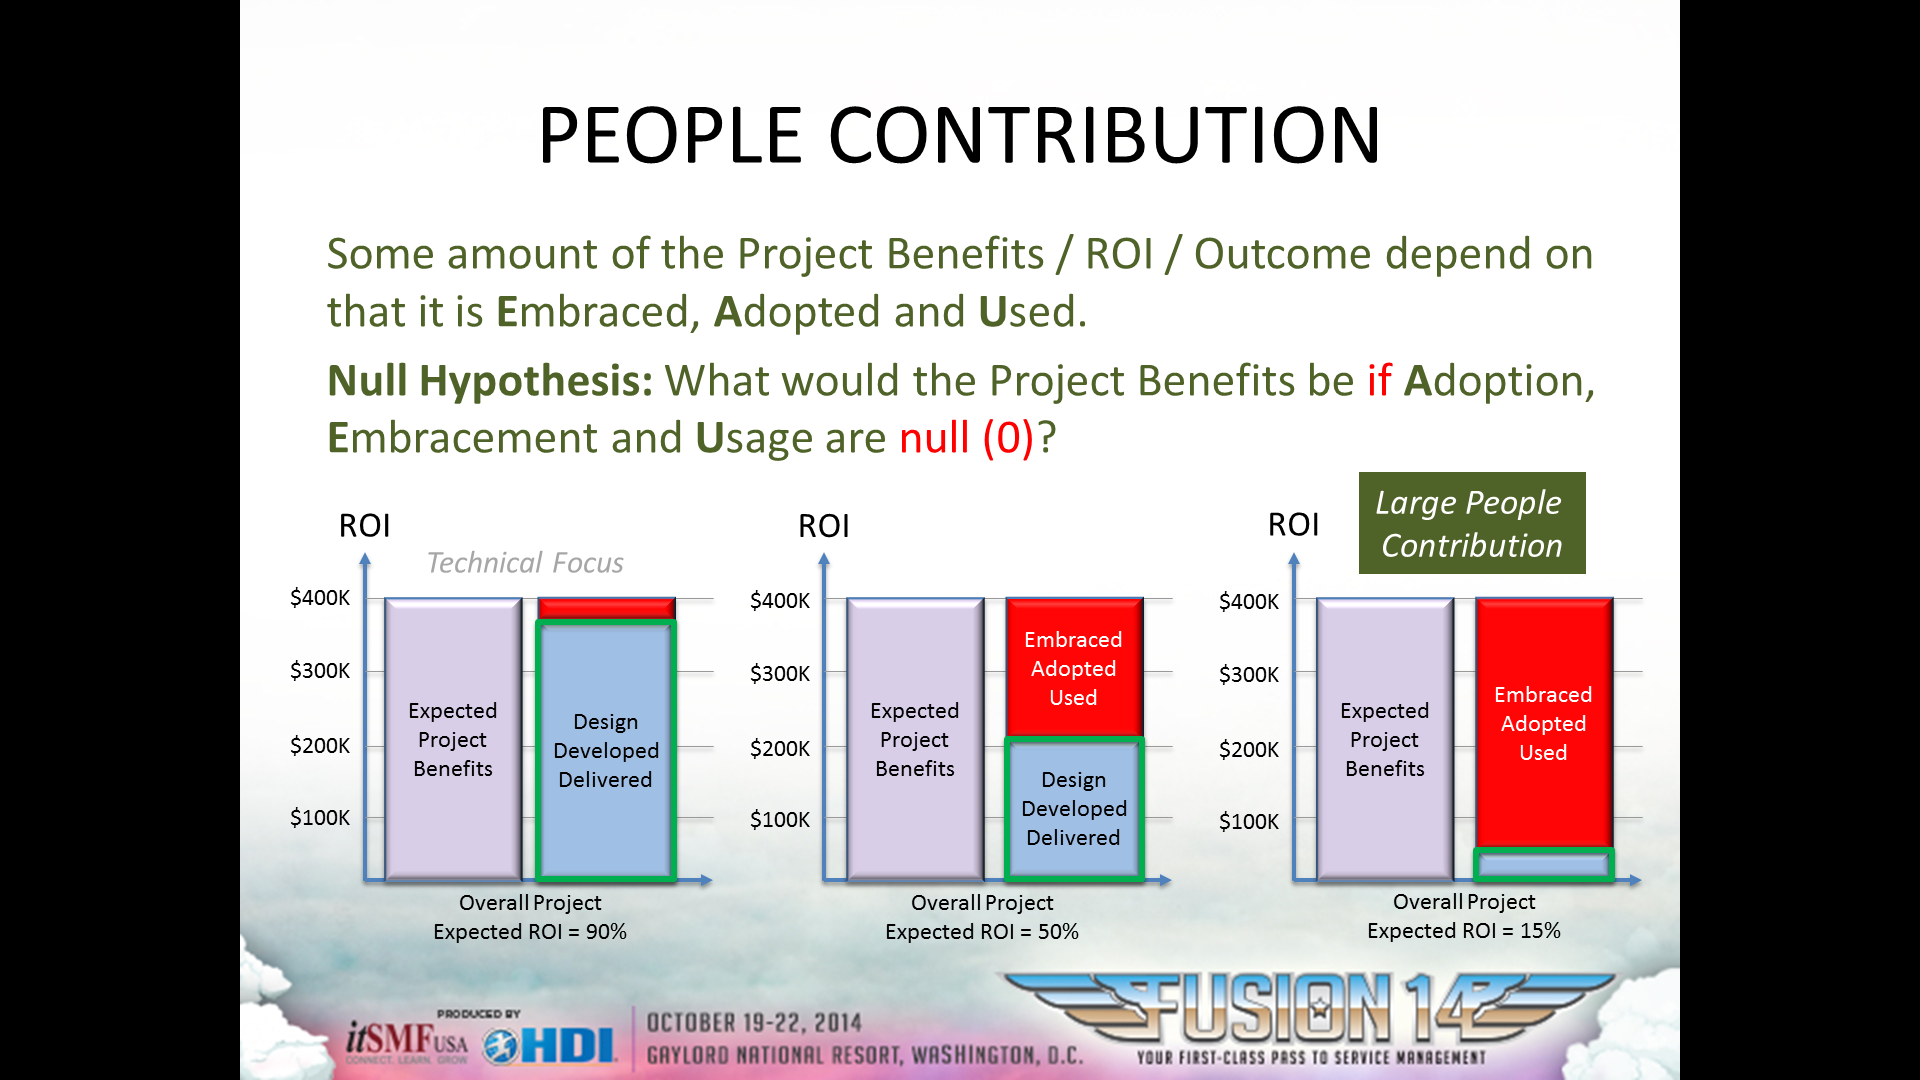 PEOPLE CONTRIBUTION
Some amount of the Project Benefits / ROI / Outcome depend on
that it is Embraced, Adopted and Used.
Null Hypothesis: What would the Project Benefits be if Adoption,
Embracement and Usage are null (0)?
ROI
Technical Focus
$400K
$300K
$200K
$100K
Expected
Project
Benefits
Design
Developed
Delivered
Overall Project
Expected ROI = 90%
ROI
$400K
$300K
$200K
$100K
Expected
Project
Benefits
Embraced
Adopted
Used
Design
Developed
Delivered
Overall Project
Expected ROI = 50%
ROI
Large People
Contribution
$400K
$300K
$200K
$100K
Expected
Project
Benefits
Embraced
Adopted
Used
Overall Project
Expected ROI = 15%
PRODUCED BY
itSMF USA
CONNECT. LEARN. GROW
HDI
OCTOBER 19-22, 2014
GAYLORD NATIONAL RESORT, WASHINGTON, D.C.
FUSION 14
YOUR FIRST-CLASS PASS TO SERVICE MANAGEMENT